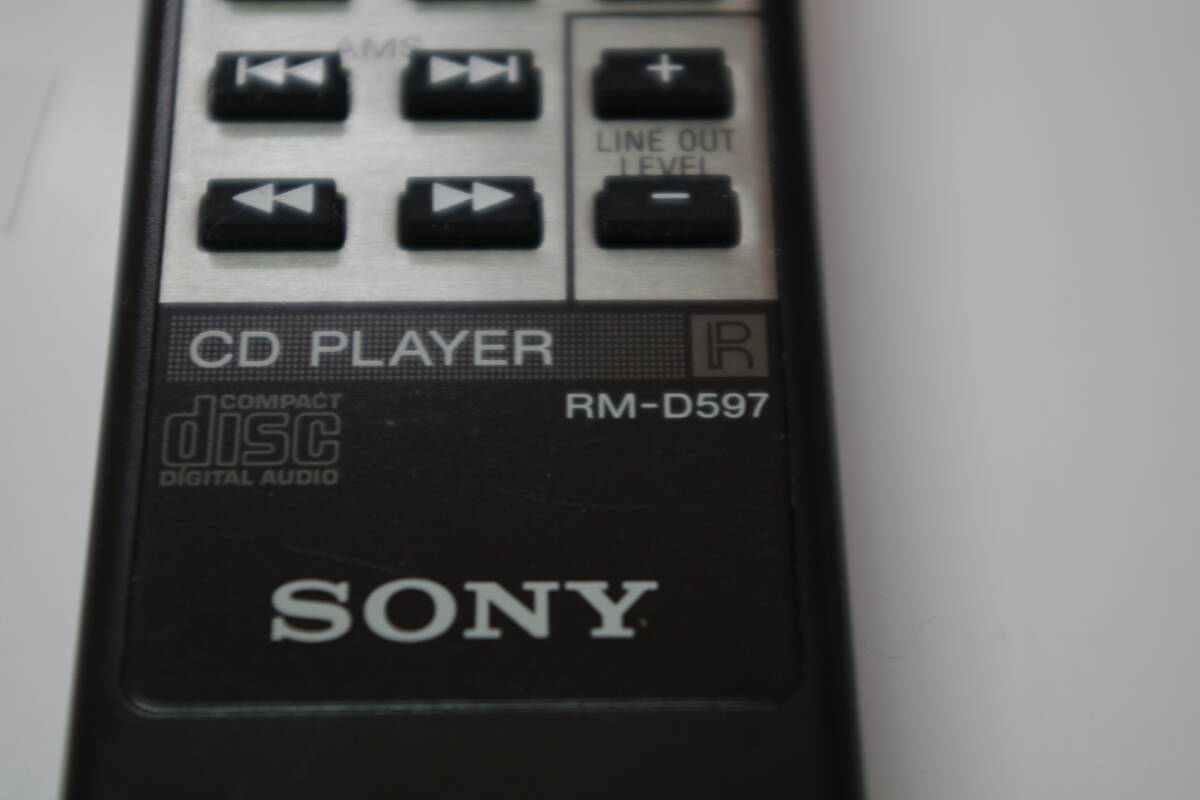 AMS
+
LINE OUT
LEVEL
-
CD PLAYER R
RM-D597
COMPACT
disc
DIGITAL AUDIO
SONY